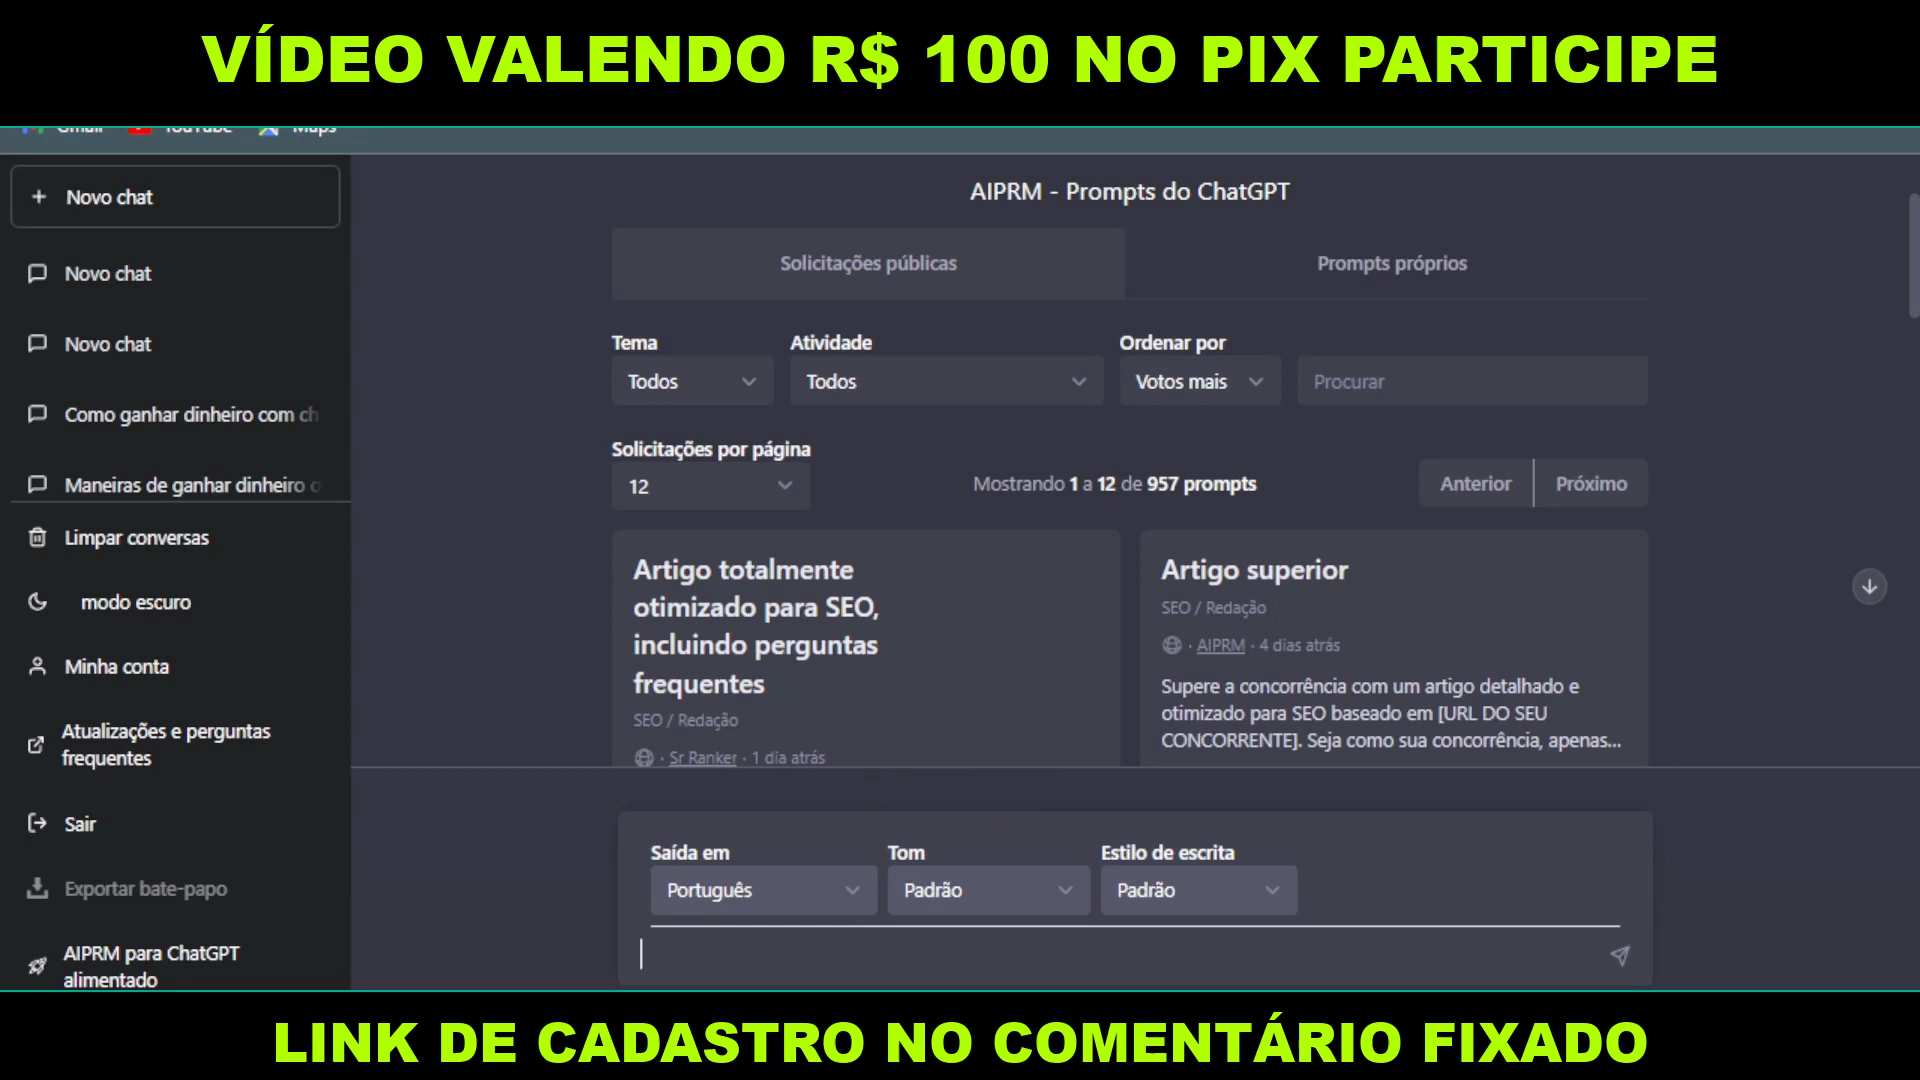 VÍDEO VALENDO R$ 100 NO PIX PARTICIPE
Gmail YouTube Maps
Novo chat
Novo chat
Novo chat
Como ganhar dinheiro com ch
Maneiras de ganhar dinheiro o
Limpar conversas
modo escuro
Minha conta
Atualizações e perguntas
frequentes
Sair
Exportar bate-papo
AIPRM para ChatGPT
alimentado
AIPRM - Prompts do ChatGPT
Solicitações públicas Prompts próprios
Tema Atividade Ordenar por
Todos Todos Votos mais Procurar
Solicitações por página
12 Mostrando 1 a 12 de 957 prompts Anterior Próximo
Artigo totalmente
otimizado para SEO,
incluindo perguntas
frequentes
SEO / Redação
· Sr Ranker · 1 dia atrás
Artigo superior
SEO / Redação
· AIPRM · 4 dias atrás
Supere a concorrência com um artigo detalhado e
otimizado para SEO baseado em [URL DO SEU
CONCORRENTE]. Seja como sua concorrência, apenas...
Saída em Tom Estilo de escrita
Português Padrão Padrão
LINK DE CADASTRO NO COMENTÁRIO FIXADO